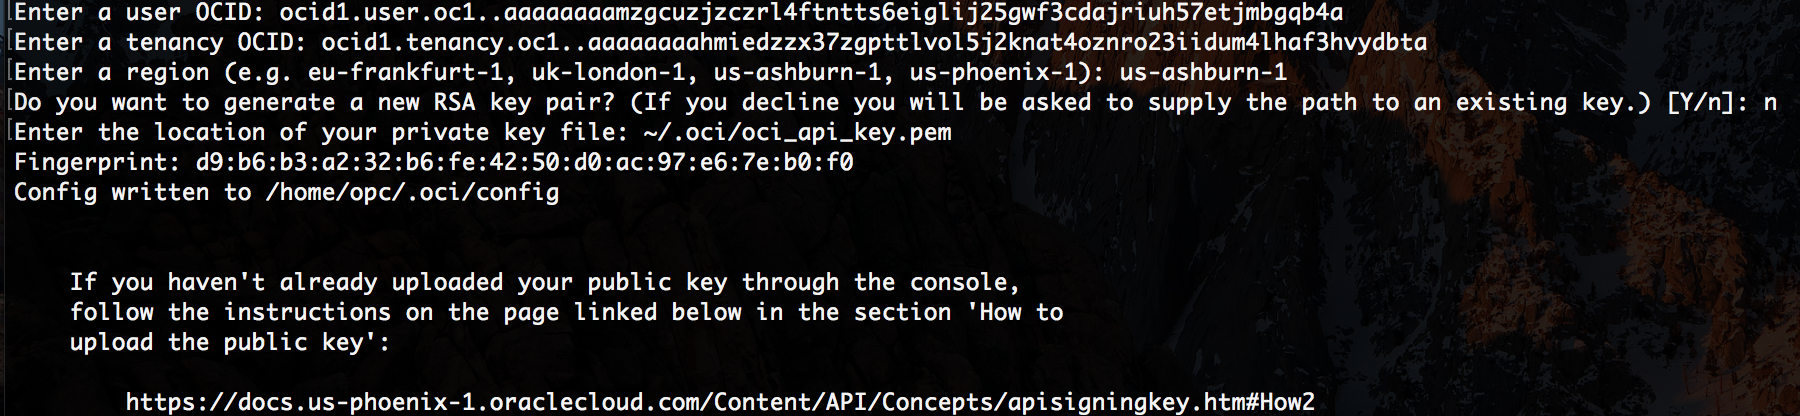 Enter a user OCID: ocid1.user.oc1..aaaaaaaamzgcuzjzczrl4ftntts6eiglij25gwf3cdajriuh57etjmbgqb4a
[Enter a tenancy OCID: ocid1.tenancy.oc1..aaaaaaaahmiedzzx37zgpttlvol5j2knat4oznro23iidum4lhaf3hvydbta
[Enter a region (e.g. eu-frankfurt-1, uk-london-1, us-ashburn-1, us-phoenix-1): us-ashburn-1
[Do you want to generate a new RSA key pair? (If you decline you will be asked to supply the path to an existing key.) [Y/n]: n
[Enter the location of your private key file: ~/.oci/oci_api_key.pem
Fingerprint: d9:b6:b3:a2:32:b6:fe:42:50:d0:ac:97:e6:7e:b0:f0
Config written to /home/opc/.oci/config
If you haven't already uploaded your public key through the console,
follow the instructions on the page linked below in the section 'How to
upload the public key':
https://docs.us-phoenix-1.oraclecloud.com/Content/API/Concepts/apisigningkey.htm#How2